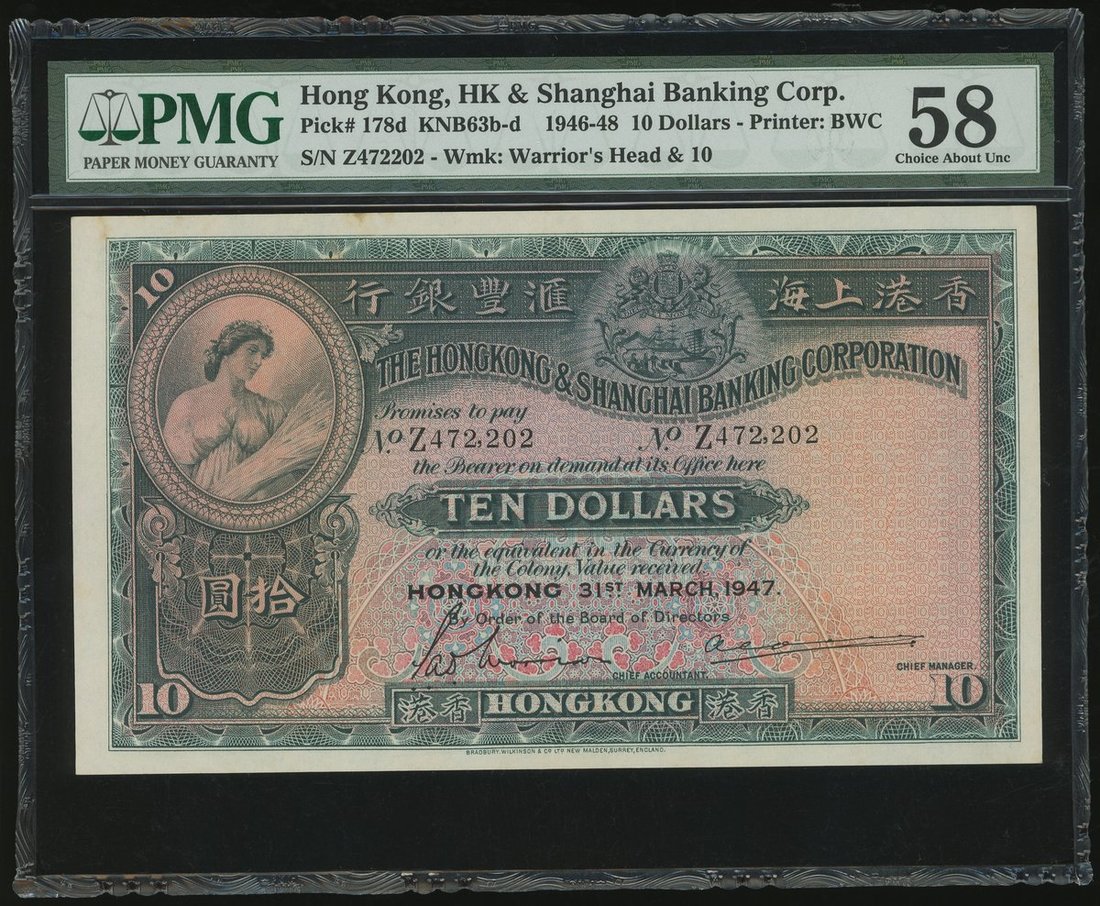 PMG
PAPER MONEY GUARANTY
Hong Kong, HK & Shanghai Banking Corp.
Pick# 178d KNB63b-d 1946-48 10 Dollars - Printer: BWC
S/N Z472202 - Wmk: Warrior's Head & 10
58
Choice About Unc
10
行銀豐滙 海上港香
THE HONGKONG & SHANGHAI BANKING CORPORATION
Promises to pay
No. Z472,202 No. Z472,202
the Bearer on demand at its Office here
TEN DOLLARS
or the equivalent in the Currency of
the Colony, Value received.
HONGKONG 31ST MARCH, 1947.
By Order of the Board of Directors
圓拾
CHIEF ACCOUNTANT.
CHIEF MANAGER.
10 港香 HONGKONG 港香 10
BRADBURY, WILKINSON & Co LTD NEW MALDEN, SURREY, ENGLAND.